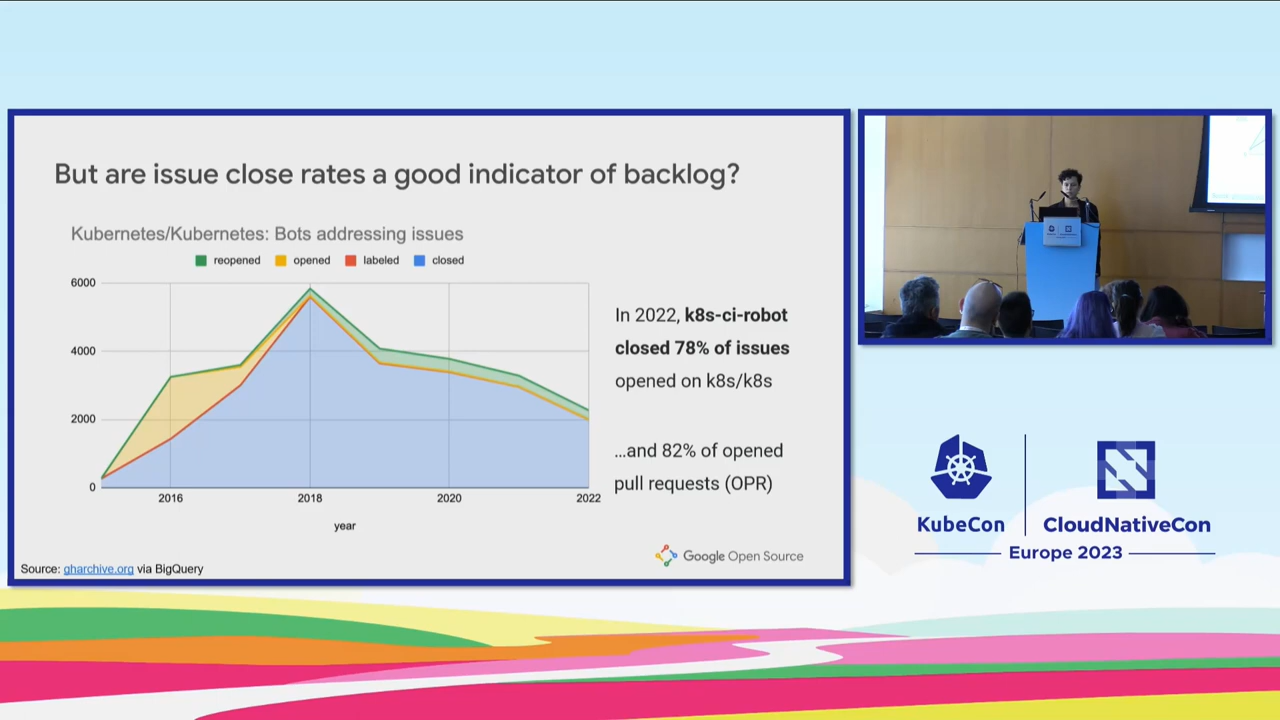 But are issue close rates a good indicator of backlog?
Kubernetes/Kubernetes: Bots addressing issues
reopened opened labeled closed
6000
4000
2000
0
2016 2018 2020 2022
year
In 2022, k8s-ci-robot
closed 78% of issues
opened on k8s/k8s
...and 82% of opened
pull requests (OPR)
Google Open Source
Source: gharchive.org via BigQuery
KubeCon
CloudNativeCon
Europe 2023